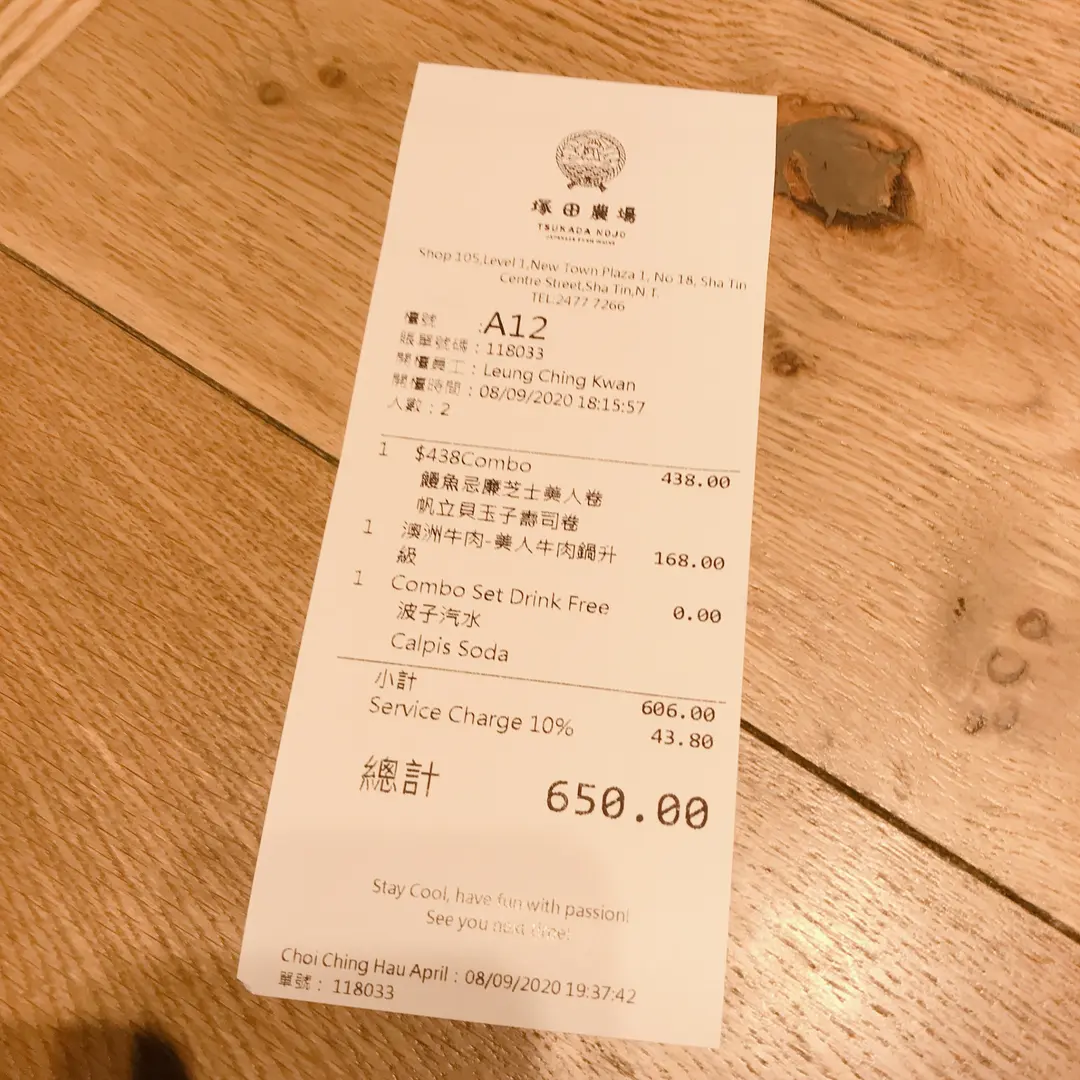 塚田農場
TSUKADA NOJO
Shop 105,Level 1,New Town Plaza 1, No 18, Sha Tin
Centre Street,Sha Tin,N.T.
TEL.2477 7266
檯號 :A12
賬單號碼 : 118033
開檯員工 : Leung Ching Kwan
開檯時間 : 08/09/2020 18:15:57
人數 : 2
1 $438Combo 438.00
鰻魚忌廉芝士美人卷
帆立貝玉子壽司卷
1 澳洲牛肉-美人牛肉鍋升 168.00
級
1 Combo Set Drink Free 0.00
波子汽水
Calpis Soda
小計 606.00
Service Charge 10% 43.80
總計 650.00
Stay Cool, have fun with passion!
See you next time!
Choi Ching Hau April : 08/09/2020 19:37:42
單號 : 118033